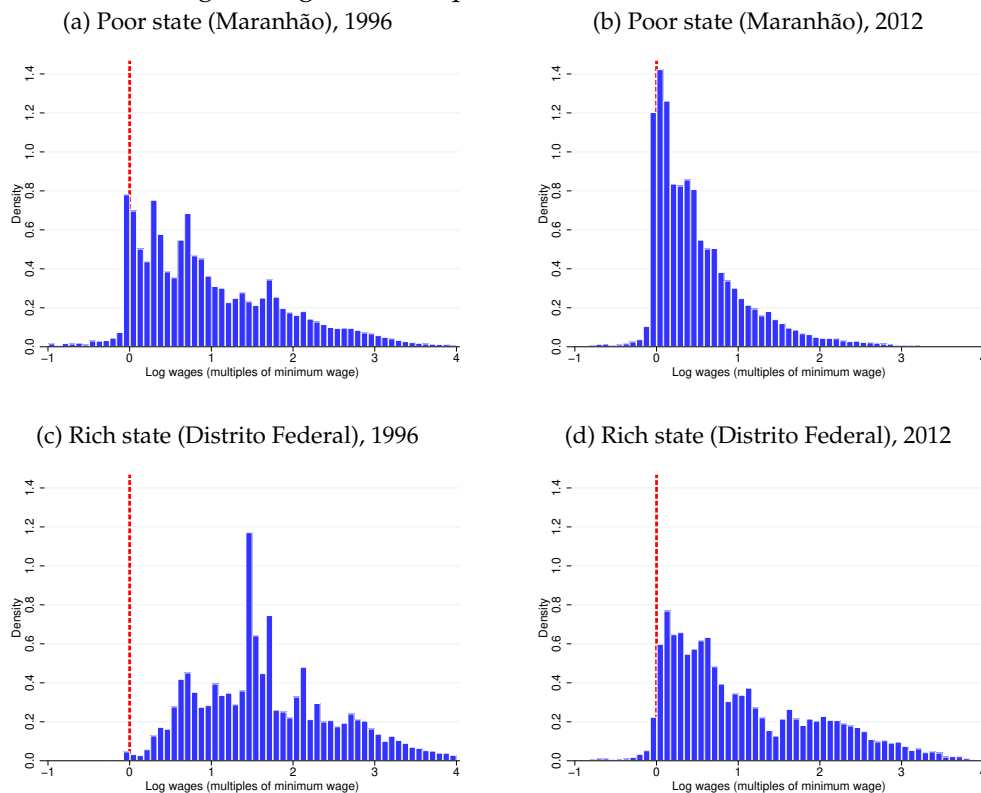 (a) Poor state (Maranhão), 1996
(b) Poor state (Maranhão), 2012
Density
0.0 0.2 0.4 0.6 0.8 1.0 1.2 1.4
−1 0 1 2 3 4
Log wages (multiples of minimum wage)
Density
0.0 0.2 0.4 0.6 0.8 1.0 1.2 1.4
−1 0 1 2 3 4
Log wages (multiples of minimum wage)
(c) Rich state (Distrito Federal), 1996
(d) Rich state (Distrito Federal), 2012
Density
0.0 0.2 0.4 0.6 0.8 1.0 1.2 1.4
−1 0 1 2 3 4
Log wages (multiples of minimum wage)
Density
0.0 0.2 0.4 0.6 0.8 1.0 1.2 1.4
−1 0 1 2 3 4
Log wages (multiples of minimum wage)